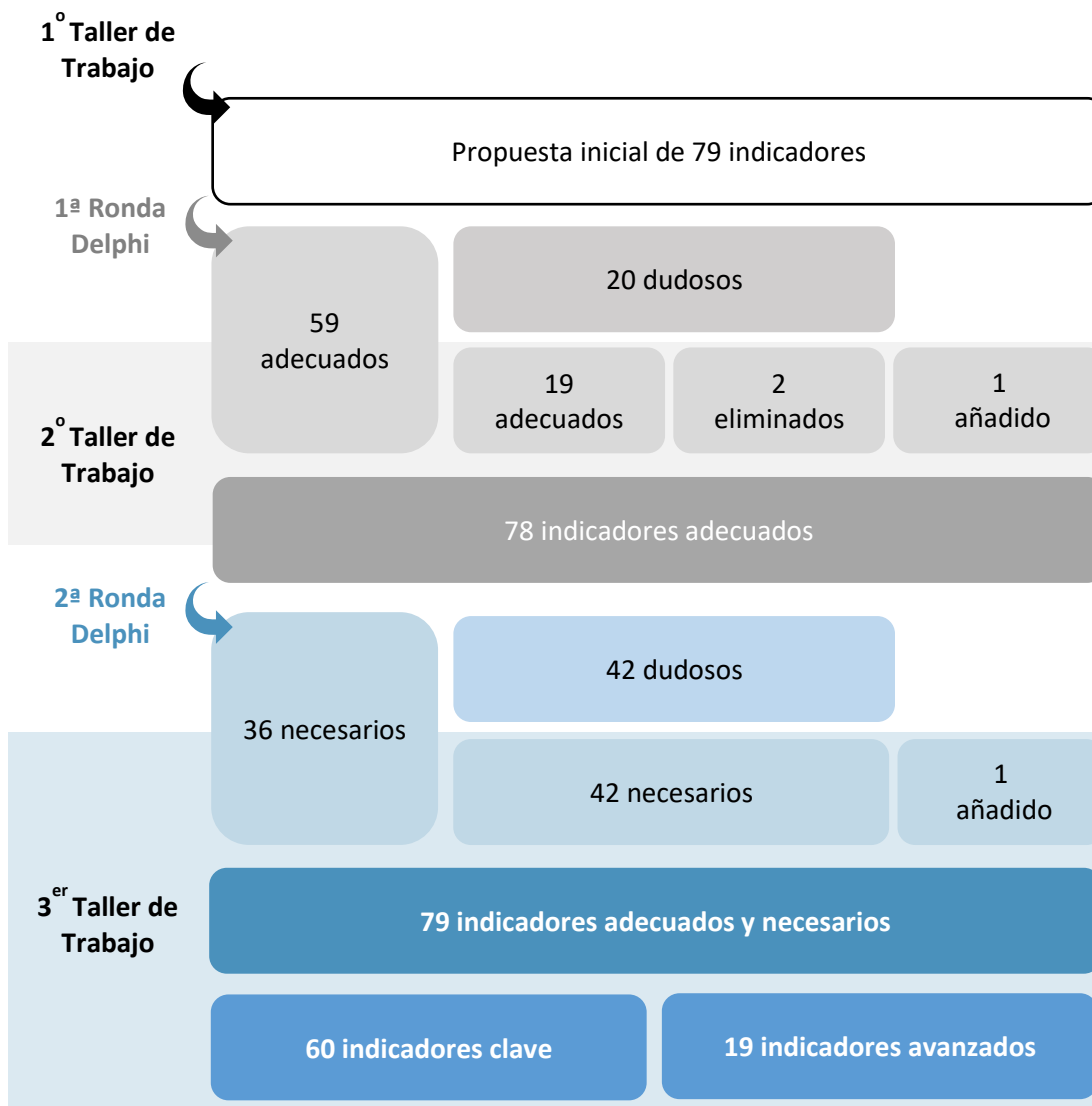 1º Taller de
Trabajo
Propuesta inicial de 79 indicadores
1ª Ronda
Delphi
59
adecuados
20 dudosos
2º Taller de
Trabajo
19
adecuados
2
eliminados
1
añadido
78 indicadores adecuados
2ª Ronda
Delphi
36 necesarios
42 dudosos
42 necesarios
1
añadido
3er Taller de
Trabajo
79 indicadores adecuados y necesarios
60 indicadores clave
19 indicadores avanzados